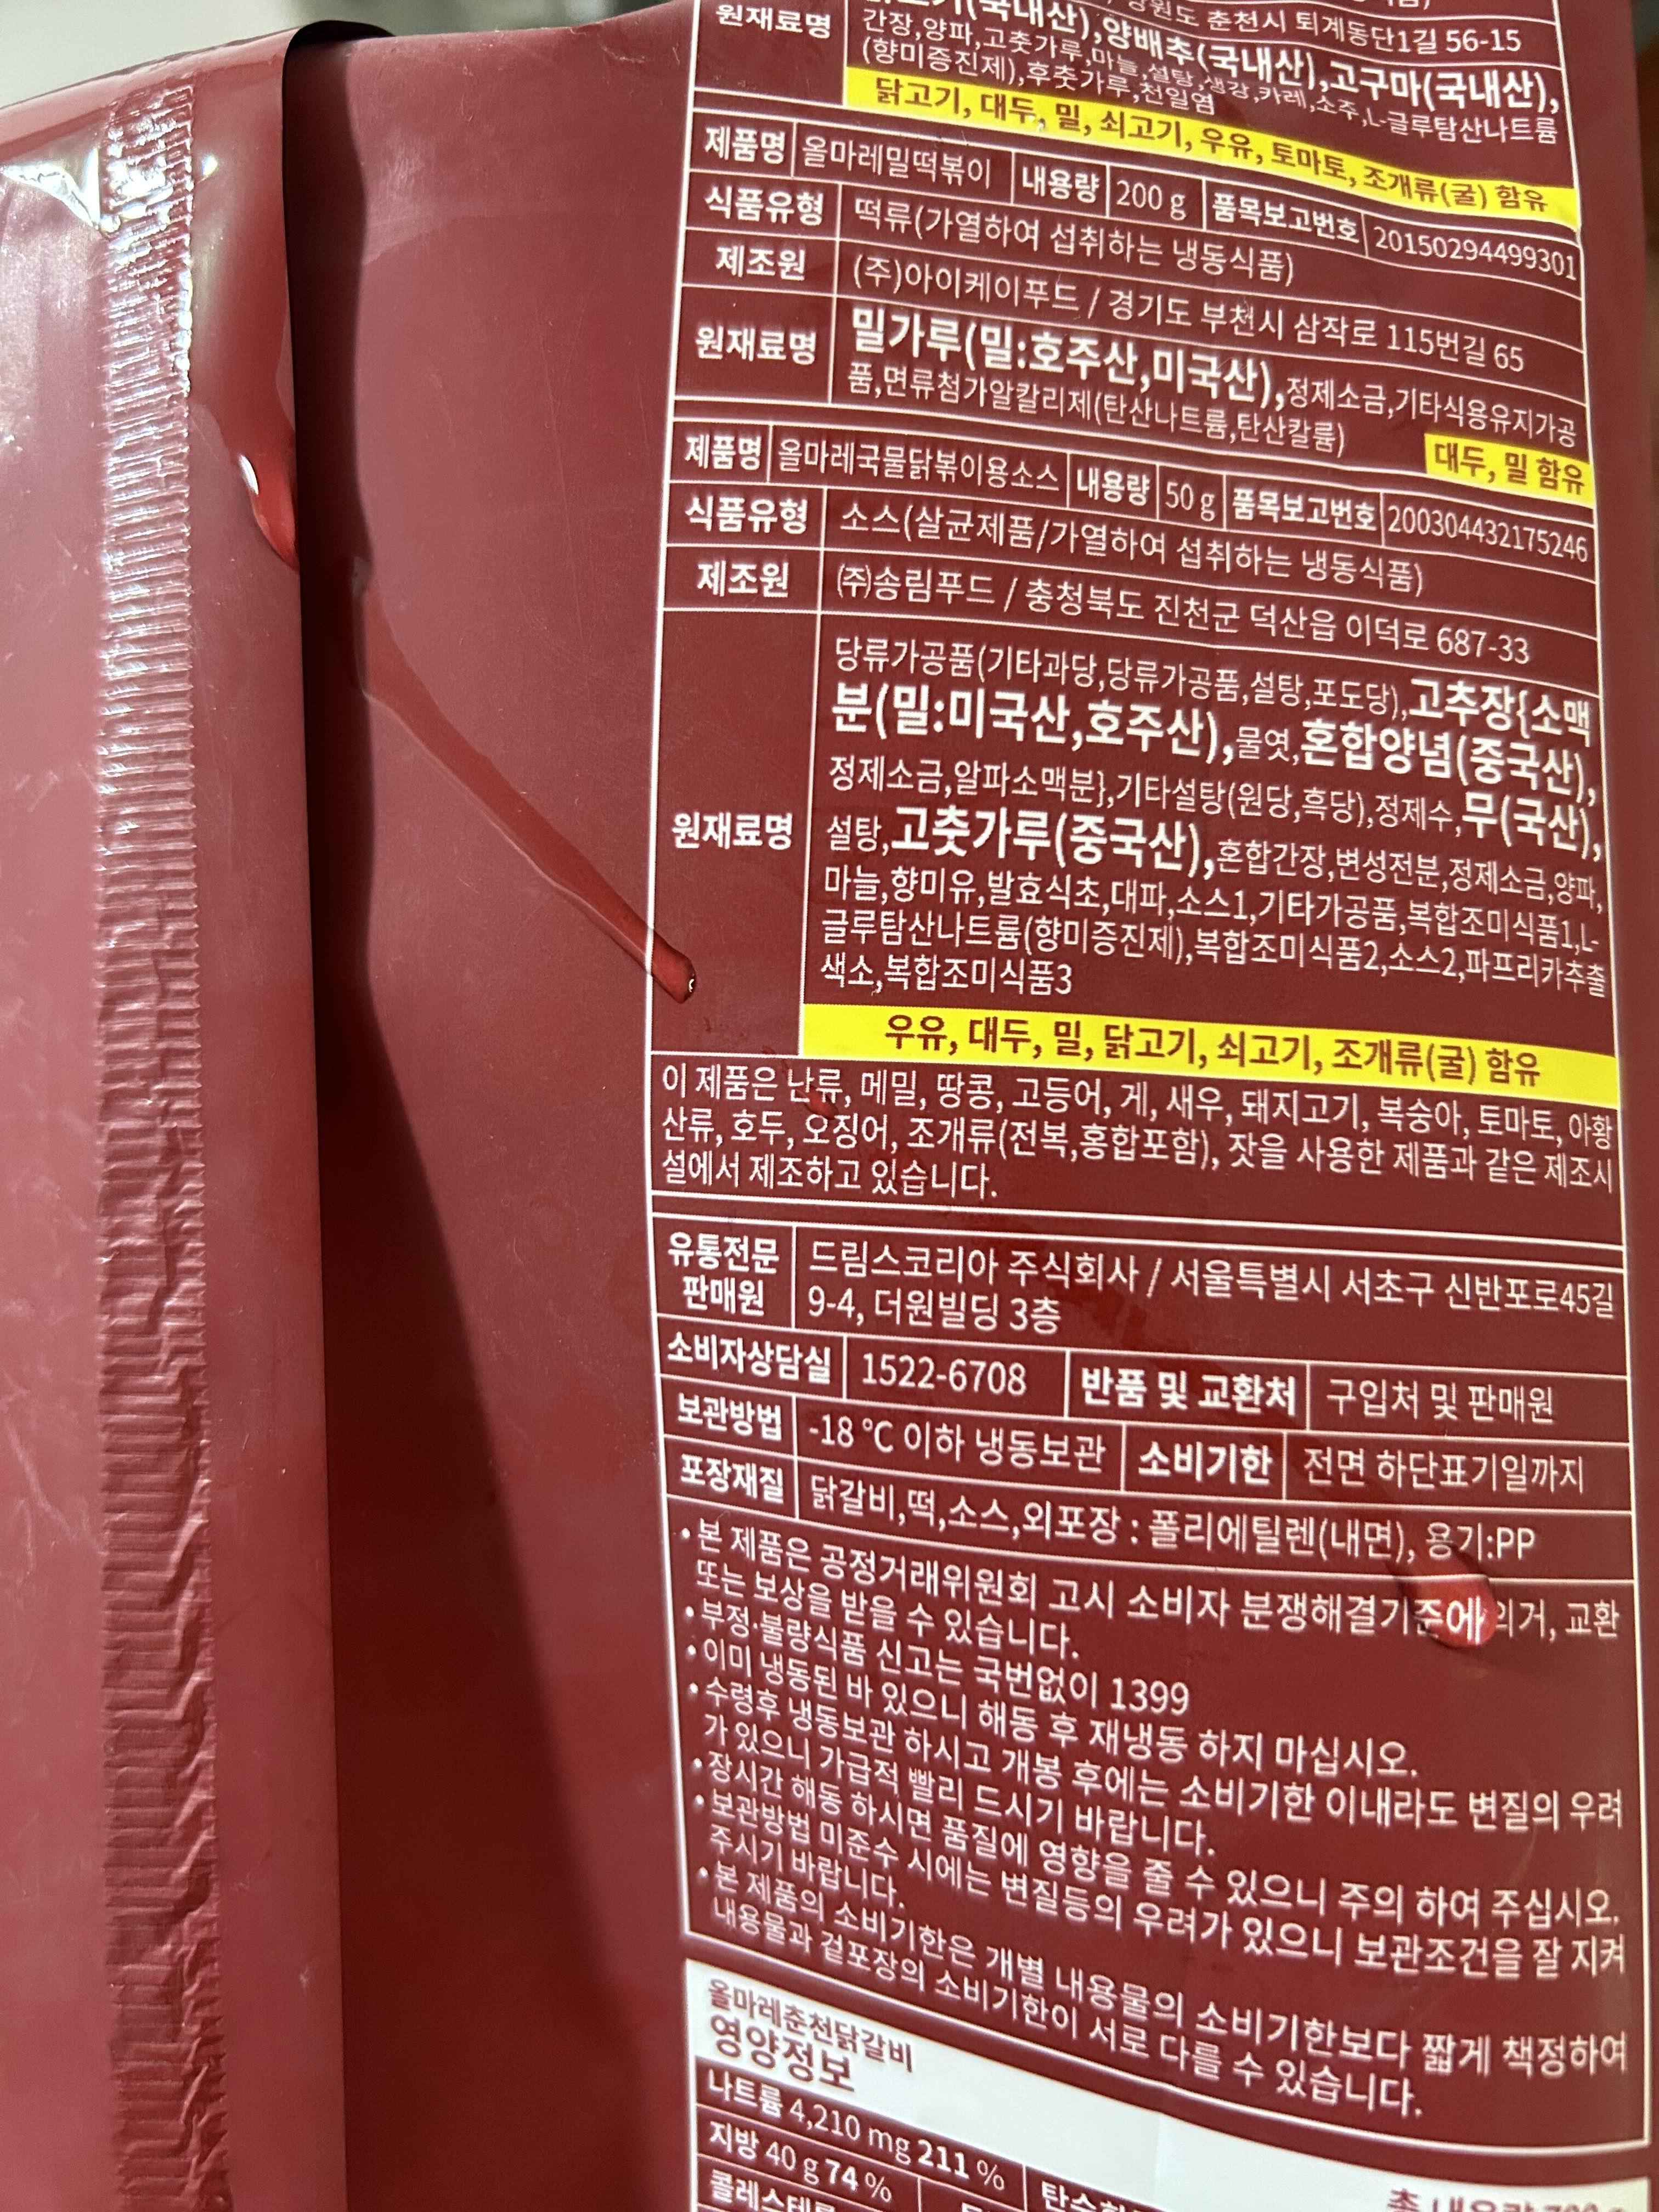 원도 춘천시 퇴계동단1길 56-15
원재료명
(국내산),양배추(국내산),고구마(국내산),
간장,양파,고춧가루,마늘,설탕,생강,카레,소주,L-글루탐산나트륨
(향미증진제),후춧가루,천일염
닭고기, 대두, 밀, 쇠고기, 우유, 토마토, 조개류(굴) 함유
제품명 올마레밀떡볶이 내용량 200 g 품목보고번호 20150294499301
식품유형 떡류(가열하여 섭취하는 냉동식품)
제조원 (주)아이케이푸드 / 경기도 부천시 삼작로 115번길 65
원재료명 밀가루(밀:호주산,미국산),정제소금,기타식용유지가공
품,면류첨가알칼리제(탄산나트륨,탄산칼륨)
대두, 밀 함유
제품명 올마레국물닭볶이용소스 내용량 50 g 품목보고번호 200304432175246
식품유형 소스(살균제품/가열하여 섭취하는 냉동식품)
제조원 ㈜송림푸드 / 충청북도 진천군 덕산읍 이덕로 687-33
원재료명
당류가공품(기타과당,당류가공품,설탕,포도당),고추장{소맥
분(밀:미국산,호주산),물엿,혼합양념(중국산),
정제소금,알파소맥분},기타설탕(원당,흑당),정제수,무(국산),
설탕,고춧가루(중국산),혼합간장,변성전분,정제소금,양파,
마늘,향미유,발효식초,대파,소스1,기타가공품,복합조미식품1,L-
글루탐산나트륨(향미증진제),복합조미식품2,소스2,파프리카추출
색소,복합조미식품3
우유, 대두, 밀, 닭고기, 쇠고기, 조개류(굴) 함유
이 제품은 난류, 메밀, 땅콩, 고등어, 게, 새우, 돼지고기, 복숭아, 토마토, 아황
산류, 호두, 오징어, 조개류(전복,홍합포함), 잣을 사용한 제품과 같은 제조시
설에서 제조하고 있습니다.
유통전문
판매원
드림스코리아 주식회사 / 서울특별시 서초구 신반포로45길
9-4, 더원빌딩 3층
소비자상담실 1522-6708 반품 및 교환처 구입처 및 판매원
보관방법 -18 ℃ 이하 냉동보관 소비기한 전면 하단표기일까지
포장재질 닭갈비,떡,소스,외포장 : 폴리에틸렌(내면), 용기:PP
• 본 제품은 공정거래위원회 고시 소비자 분쟁해결기준에 의거, 교환
또는 보상을 받을 수 있습니다.
• 부정·불량식품 신고는 국번없이 1399
• 이미 냉동된 바 있으니 해동 후 재냉동 하지 마십시오.
• 수령후 냉동보관 하시고 개봉 후에는 소비기한 이내라도 변질의 우려
가 있으니 가급적 빨리 드시기 바랍니다.
• 장시간 해동 하시면 품질에 영향을 줄 수 있으니 주의 하여 주십시오.
• 보관방법 미준수 시에는 변질등의 우려가 있으니 보관조건을 잘 지켜
주시기 바랍니다.
• 본 제품의 소비기한은 개별 내용물의 소비기한보다 짧게 책정하여
내용물과 겉포장의 소비기한이 서로 다를 수 있습니다.
올마레춘천닭갈비
영양정보
나트륨 4,210 mg 211 %
지방 40 g 74 %
콜레스테롤